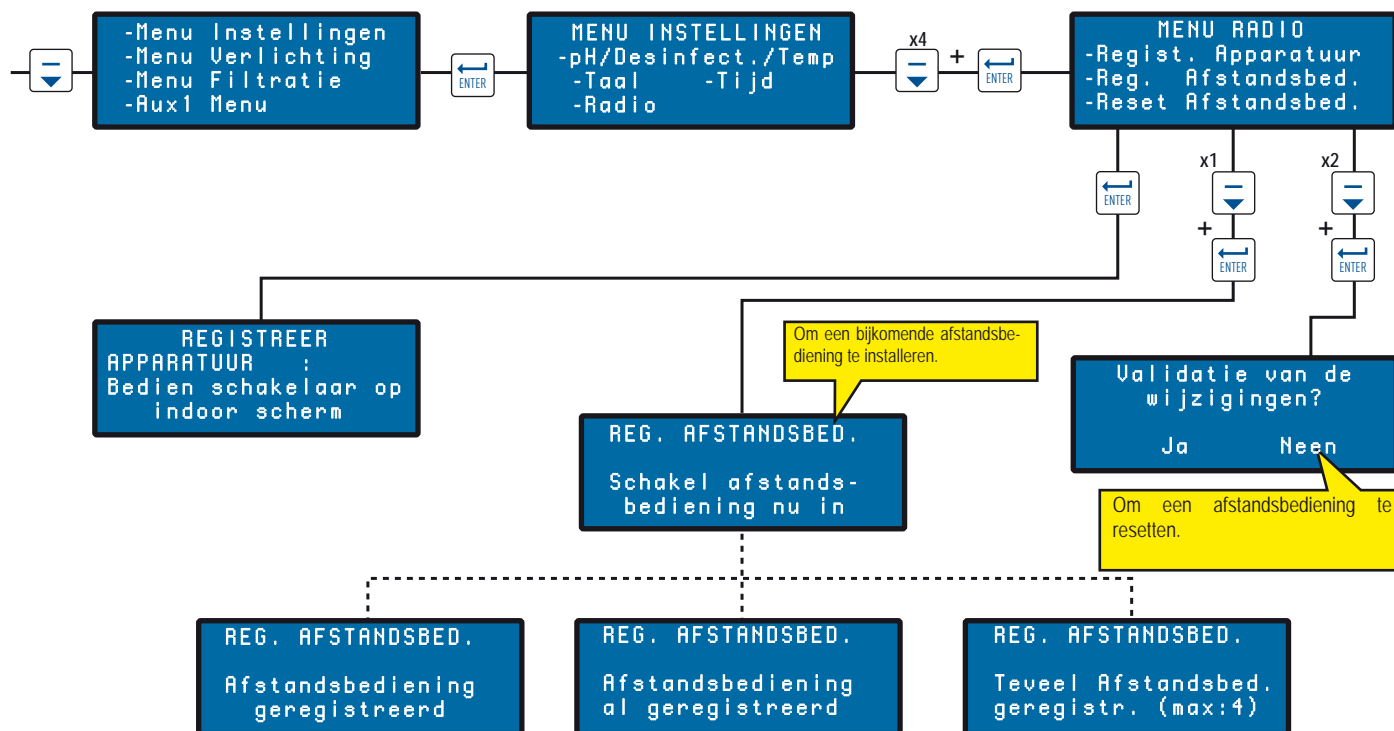 -Menu Instellingen
-Menu Verlichting
-Menu Filtratie
-Aux1 Menu
ENTER
MENU INSTELLINGEN
-pH/Desinfect./Temp
-Taal -Tijd
-Radio
x4
+
ENTER
MENU RADIO
-Regist. Apparatuur
-Reg. Afstandsbed.
-Reset Afstandsbed.
ENTER
x1
+
ENTER
x2
+
ENTER
REGISTREER
APPARATUUR :
Bedien schakelaar op
indoor scherm
Om een bijkomende afstandsbe-
diening te installeren.
REG. AFSTANDSBED.
Schakel afstands-
bediening nu in
Validatie van de
wijzigingen?
Ja Neen
Om een afstandsbediening te
resetten.
REG. AFSTANDSBED.
Afstandsbediening
geregistreerd
REG. AFSTANDSBED.
Afstandsbediening
al geregistreerd
REG. AFSTANDSBED.
Teveel Afstandsbed.
geregistr. (max:4)